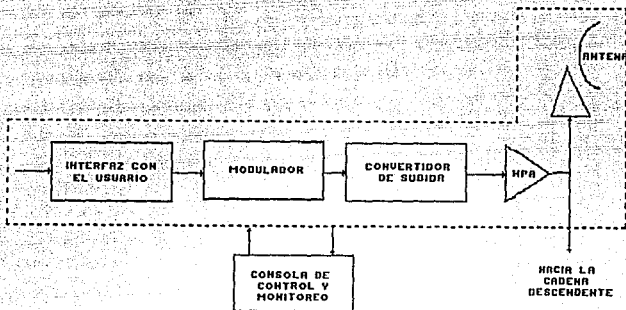 ANTENA
INTERFAZ CON
EL USUARIO
MODULADOR
CONVERTIDOR
DE SUBIDA
HPA
CONSOLA DE
CONTROL Y
MONITOREO
HACIA LA
CADENA
DESCENDENTE